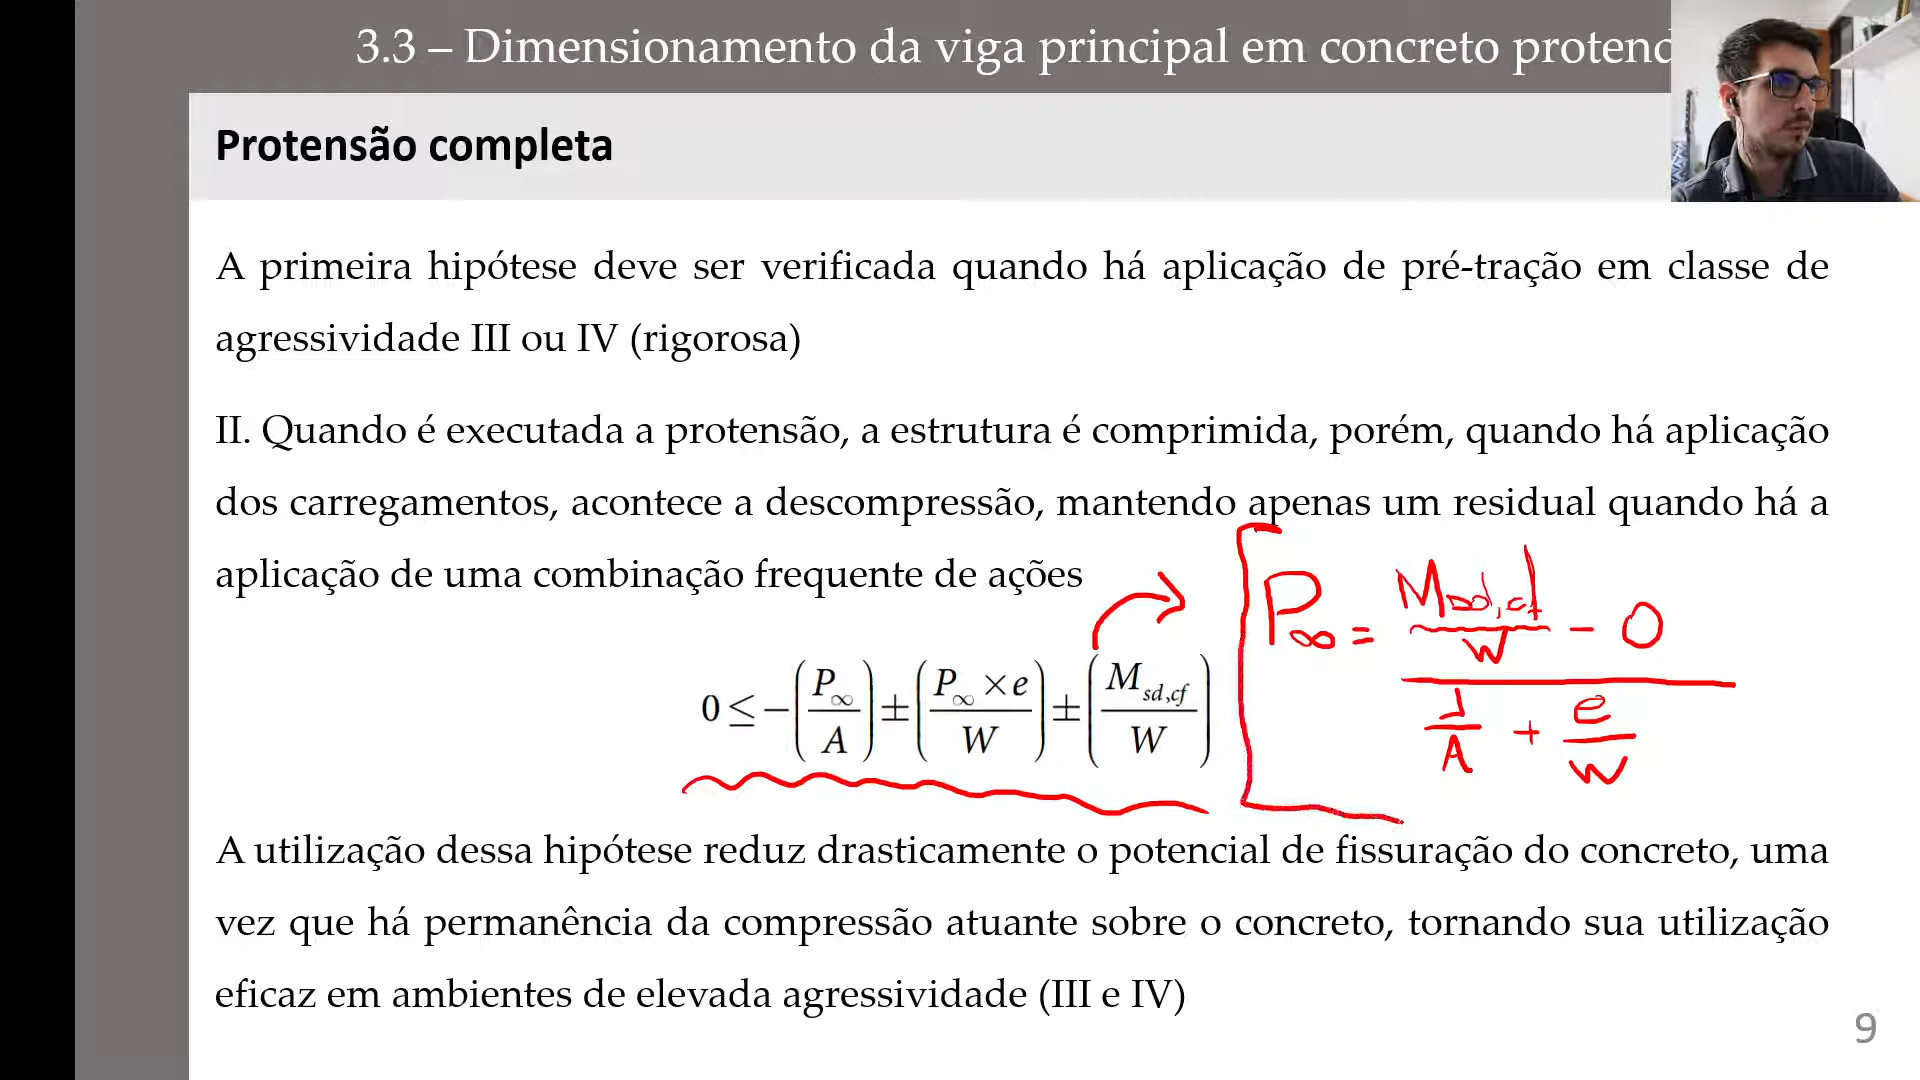 3.3 – Dimensionamento da viga principal em concreto protend
Protensão completa
A primeira hipótese deve ser verificada quando há aplicação de pré-tração em classe de
agressividade III ou IV (rigorosa)
II. Quando é executada a protensão, a estrutura é comprimida, porém, quando há aplicação
dos carregamentos, acontece a descompressão, mantendo apenas um residual quando há a
aplicação de uma combinação frequente de ações
0 ≤ −(P∞/A) ± (P∞ × e/W) ± (Msd,cf/W)
P∞ = (Msd,cf/W − 0)/(1/A + e/W)
A utilização dessa hipótese reduz drasticamente o potencial de fissuração do concreto, uma
vez que há permanência da compressão atuante sobre o concreto, tornando sua utilização
eficaz em ambientes de elevada agressividade (III e IV)
9